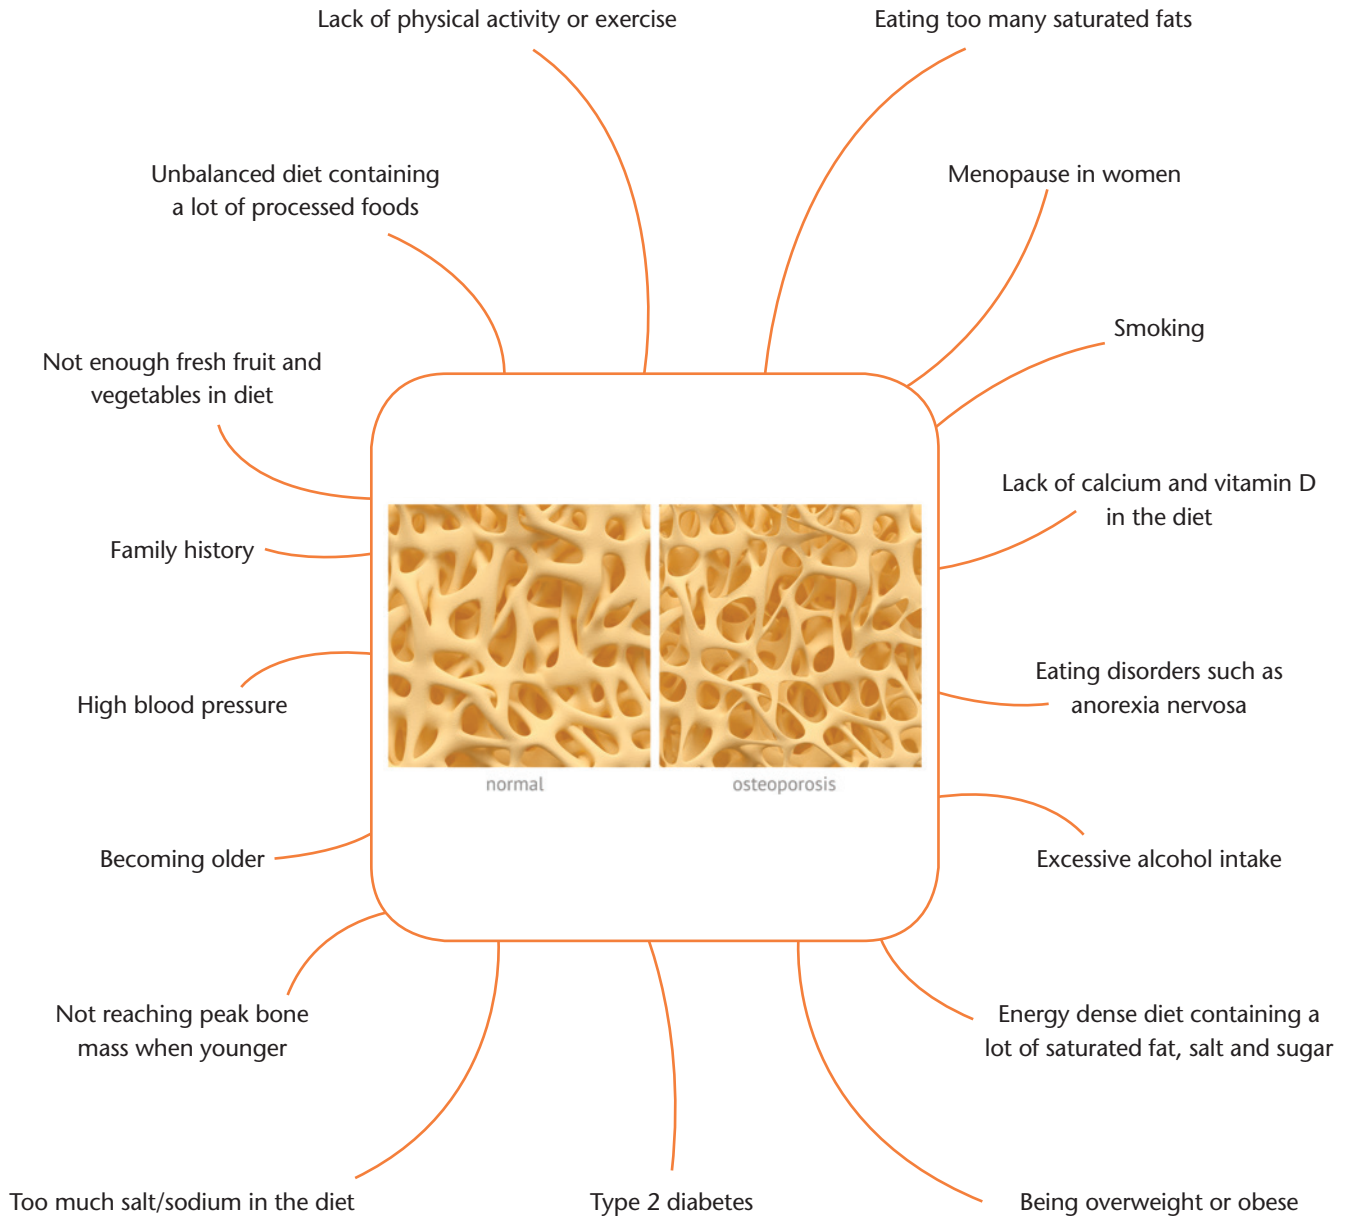 Lack of physical activity or exercise
Eating too many saturated fats
Unbalanced diet containing
a lot of processed foods
Menopause in women
Smoking
Not enough fresh fruit and
vegetables in diet
Lack of calcium and vitamin D
in the diet
Family history
Eating disorders such as
anorexia nervosa
High blood pressure
normal
osteoporosis
Becoming older
Excessive alcohol intake
Not reaching peak bone
mass when younger
Energy dense diet containing a
lot of saturated fat, salt and sugar
Too much salt/sodium in the diet
Type 2 diabetes
Being overweight or obese